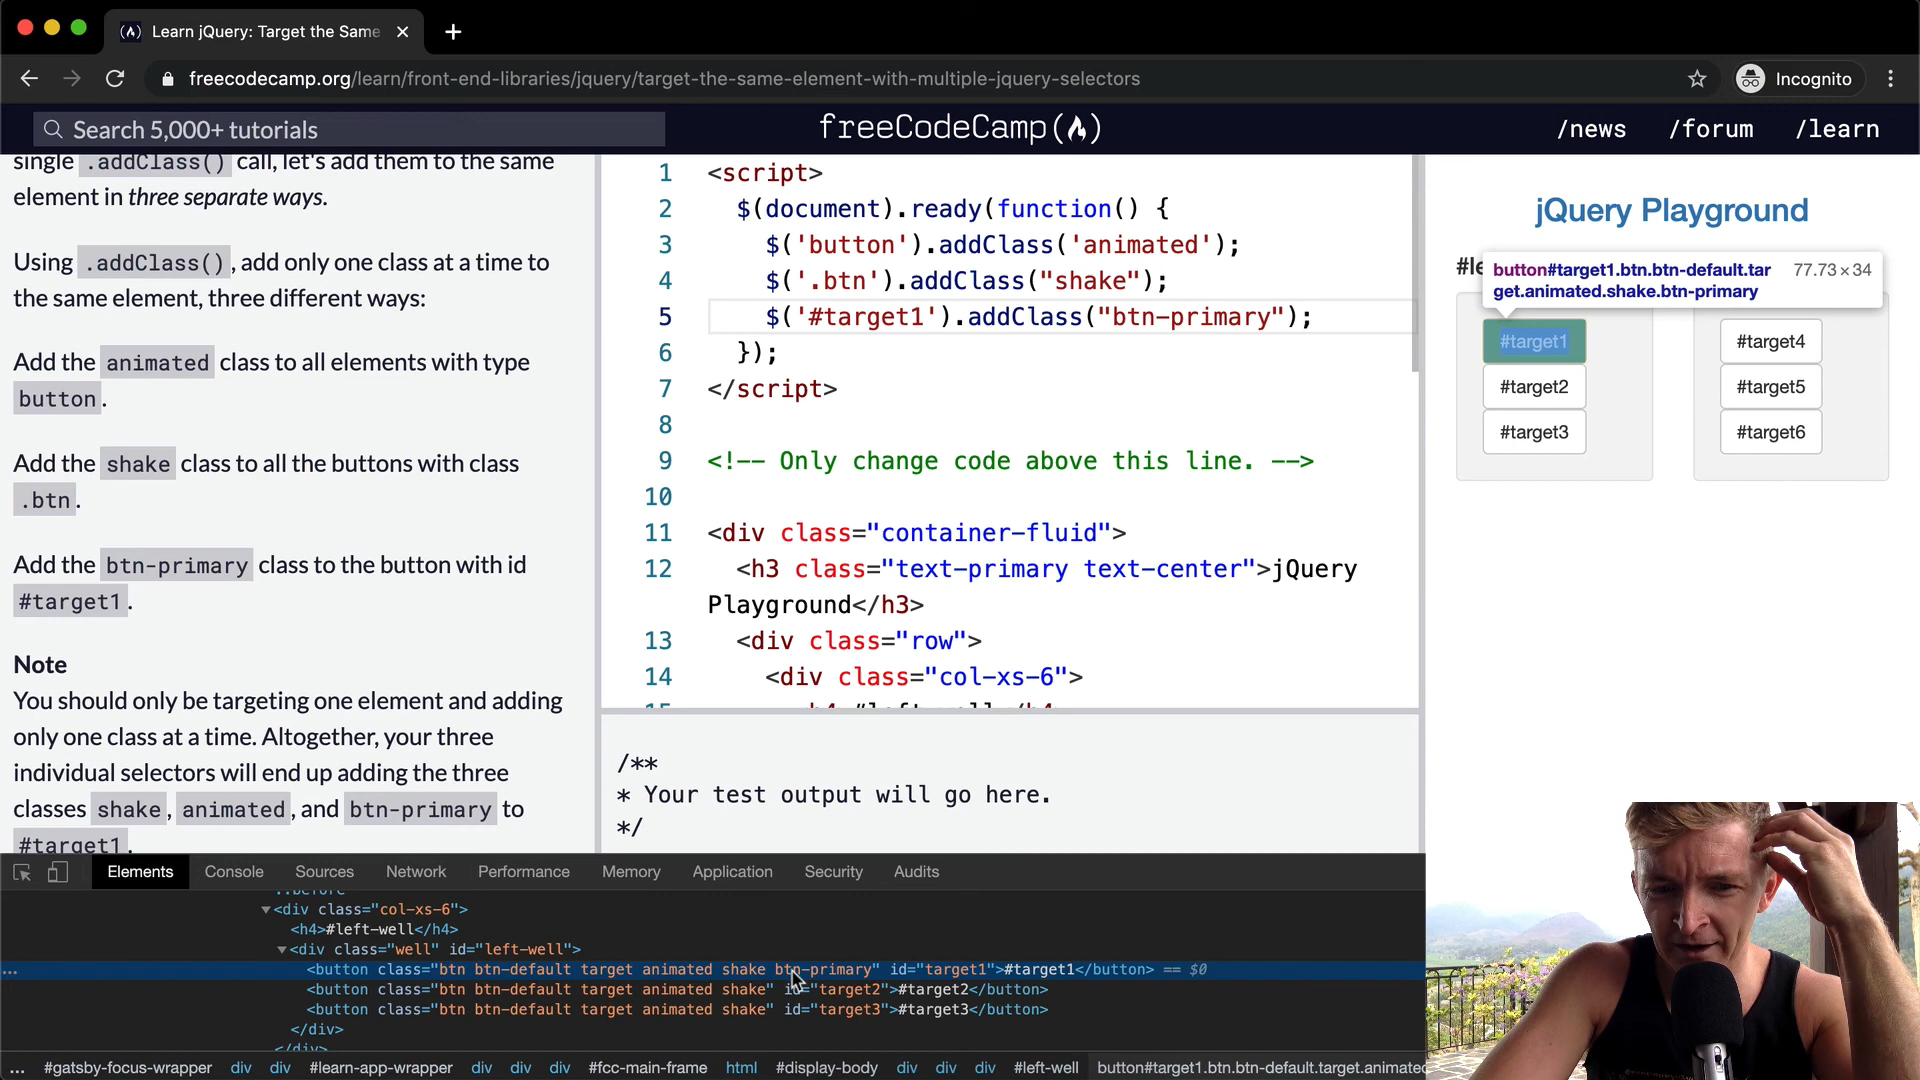 Learn jQuery: Target the Same
freecodecamp.org/learn/front-end-libraries/jquery/target-the-same-element-with-multiple-jquery-selectors
Incognito
Search 5,000+ tutorials
freeCodeCamp
/news
/forum
/learn
single .addClass() call, let's add them to the same
element in three separate ways.
Using .addClass(), add only one class at a time to
the same element, three different ways:
Add the animated class to all elements with type
button.
Add the shake class to all the buttons with class
.btn.
Add the btn-primary class to the button with id
#target1.
Note
You should only be targeting one element and adding
only one class at a time. Altogether, your three
individual selectors will end up adding the three
classes shake, animated, and btn-primary to
#target1.
1 <script>
2 $(document).ready(function() {
3 $('button').addClass('animated');
4 $('.btn').addClass("shake");
5 $('#target1').addClass("btn-primary");
6 });
7 </script>
8
9 <!-- Only change code above this line. -->
10
11 <div class="container-fluid">
12 <h3 class="text-primary text-center">jQuery
Playground</h3>
13 <div class="row">
14 <div class="col-xs-6">
/**
* Your test output will go here.
*/
jQuery Playground
#le
button#target1.btn.btn-default.tar
get.animated.shake.btn-primary
77.73 × 34
#target1
#target2
#target3
#target4
#target5
#target6
Elements
Console
Sources
Network
Performance
Memory
Application
Security
Audits
::before
<div class="col-xs-6">
<h4>#left-well</h4>
<div class="well" id="left-well">
<button class="btn btn-default target animated shake btn-primary" id="target1">#target1</button> == $0
<button class="btn btn-default target animated shake" id="target2">#target2</button>
<button class="btn btn-default target animated shake" id="target3">#target3</button>
</div>
</div>
... #gatsby-focus-wrapper div div #learn-app-wrapper div div div #fcc-main-frame html #display-body div div div #left-well button#target1.btn.btn-default.target.animated